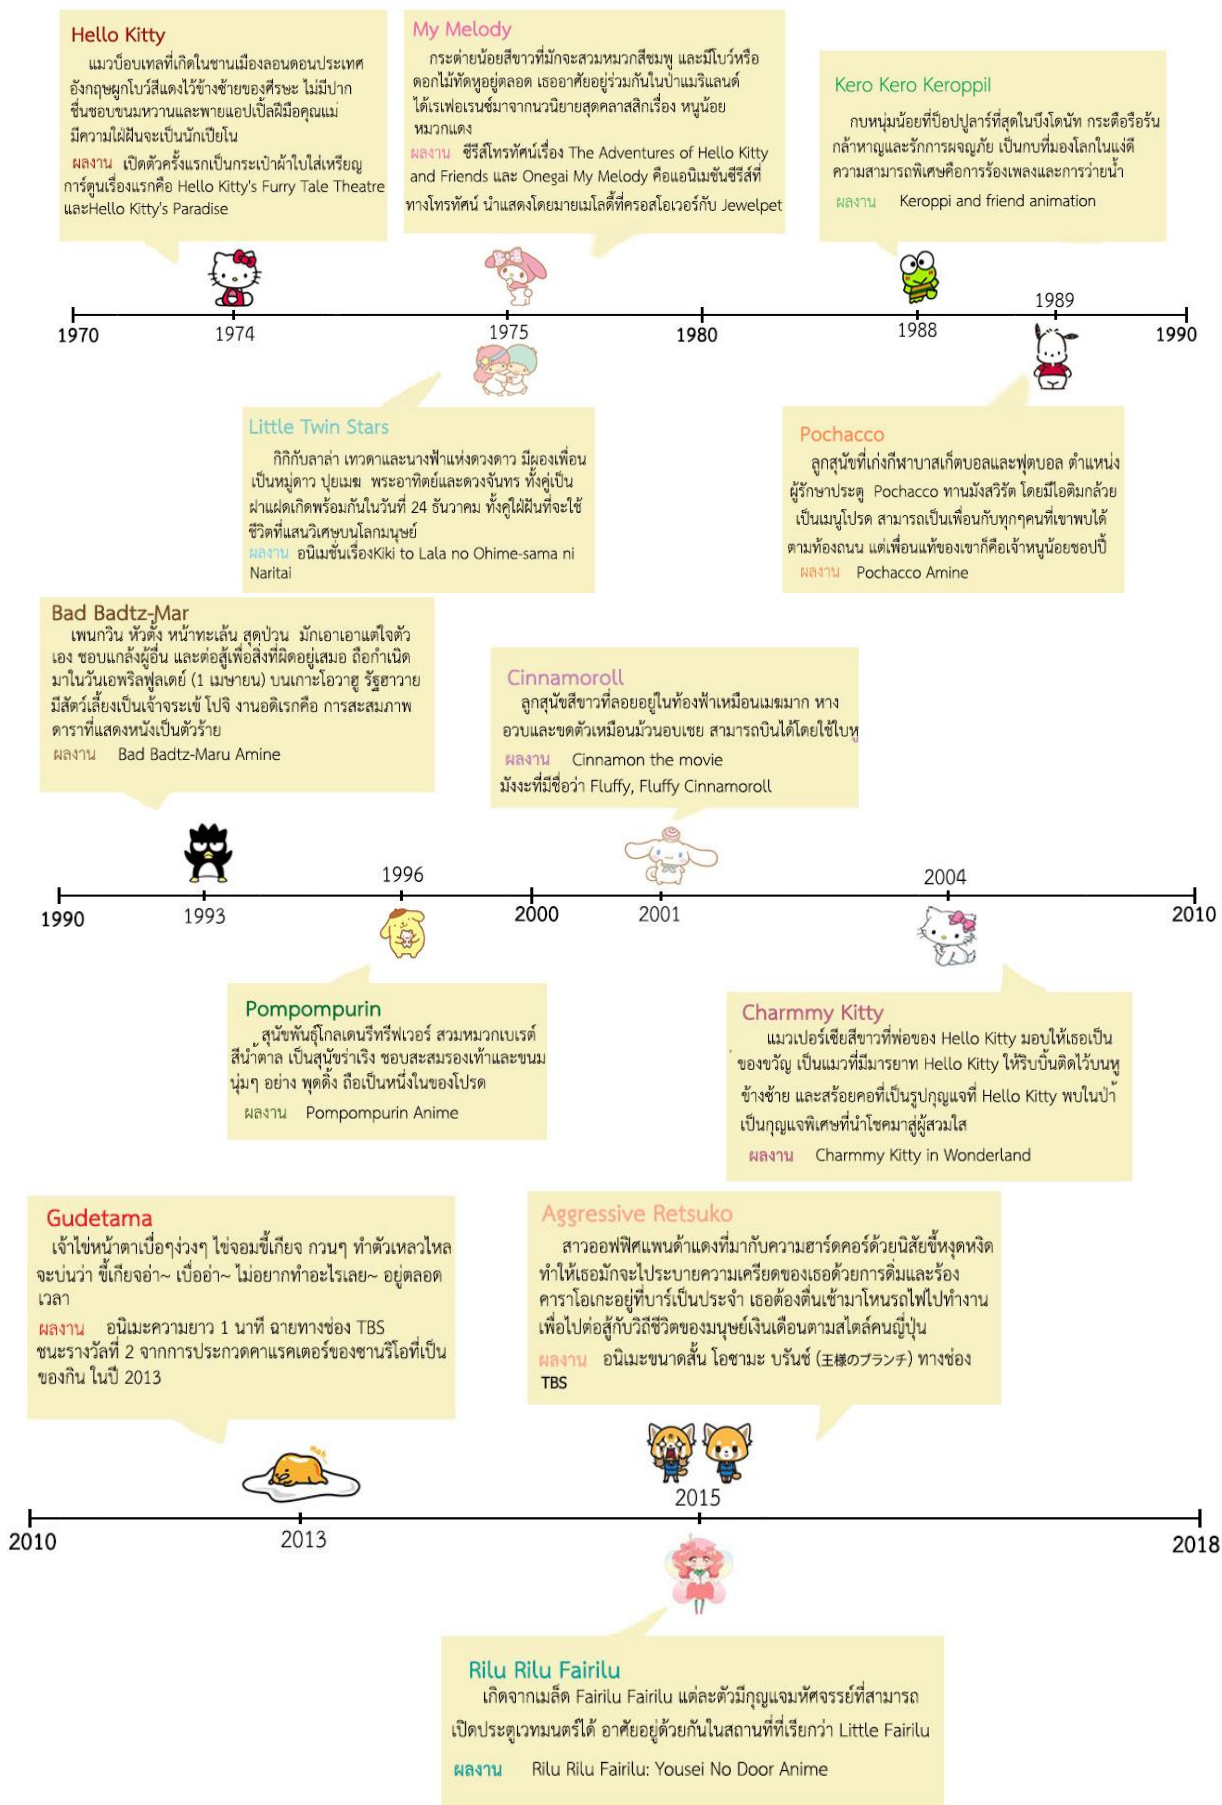 Hello Kitty
แมวบ็อบเทลที่เกิดในชานเมืองลอนดอนประเทศ
อังกฤษผูกโบว์สีแดงไว้ข้างซ้ายของศีรษะ ไม่มีปาก
ชื่นชอบขนมหวานและพายแอปเปิ้ลฝีมือคุณแม่
มีความใฝ่ฝันจะเป็นนักเปียโน
ผลงาน เปิดตัวครั้งแรกเป็นกระเป๋าผ้าใบใส่เหรียญ
การ์ตูนเรื่องแรกคือ Hello Kitty's Furry Tale Theatre
และHello Kitty's Paradise
My Melody
กระต่ายน้อยสีขาวที่มักจะสวมหมวกสีชมพู และมีโบว์หรือ
ดอกไม้ทัดหูอยู่ตลอด เธออาศัยอยู่ร่วมกันในป่าแมริแลนด์
ได้เรเฟอเรนซ์มาจากนวนิยายสุดคลาสสิกเรื่อง หนูน้อย
หมวกแดง
ผลงาน ซีรีส์โทรทัศน์เรื่อง The Adventures of Hello Kitty
and Friends และ Onegai My Melody คือแอนิเมชันซีรีส์ที่
ทางโทรทัศน์ นำแสดงโดยมายเมโลดี้ที่ครอสโอเวอร์กับ Jewelpet
Kero Kero Keroppil
กบหนุ่มน้อยที่ป็อปปูลาร์ที่สุดในบึงโดนัท กระตือรือร้น
กล้าหาญและรักการผจญภัย เป็นกบที่มองโลกในแง่ดี
ความสามารถพิเศษคือการร้องเพลงและการว่ายน้ำ
ผลงาน Keroppi and friend animation
1989
1970 1974 1975 1980 1988 1990
Little Twin Stars
กิกิกับลาล่า เทวดาและนางฟ้าแห่งดวงดาว มีผองเพื่อน
เป็นหมู่ดาว ปุยเมฆ พระอาทิตย์และดวงจันทร ทั้งคู่เป็น
ฝาแฝดเกิดพร้อมกันในวันที่ 24 ธันวาคม ทั้งคู่ใฝ่ฝันที่จะใช้
ชีวิตที่แสนวิเศษบนโลกมนุษย์
ผลงาน อนิเมชั่นเรื่องKiki to Lala no Ohime-sama ni
Naritai
Pochacco
ลูกสุนัขที่เก่งกีฬาบาสเก็ตบอลและฟุตบอล ตำแหน่ง
ผู้รักษาประตู Pochacco ทานมังสวิรัต โดยมีไอติมกล้วย
เป็นเมนูโปรด สามารถเป็นเพื่อนกับทุกๆคนที่เขาพบได้
ตามท้องถนน แต่เพื่อนแท้ของเขาก็คือเจ้าหนูน้อยชอปปี้
ผลงาน Pochacco Amine
Bad Badtz-Mar
เพนกวิน หัวตั้ง หน้าทะเล้น สุดป่วน มักเอาเอาแต่ใจตัว
เอง ชอบแกล้งผู้อื่น และต่อสู้เพื่อสิ่งที่ผิดอยู่เสมอ ถือกำเนิด
มาในวันเอพริลฟูลเดย์ (1 เมษายน) บนเกาะโอวาฮู รัฐฮาวาย
มีสัตว์เลี้ยงเป็นเจ้าจระเข้ โปจิ งานอดิเรกคือ การสะสมภาพ
ดาราที่แสดงหนังเป็นตัวร้าย
ผลงาน Bad Badtz-Maru Amine
Cinnamoroll
ลูกสุนัขสีขาวที่ลอยอยู่ในท้องฟ้าเหมือนเมฆมาก หาง
อวบและขดตัวเหมือนม้วนอบเชย สามารถบินได้โดยใช้ใบหู
ผลงาน Cinnamon the movie
มังงะที่มีชื่อว่า Fluffy, Fluffy Cinnamoroll
1996 2004
1990 1993 2000 2001 2010
Pompompurin
สุนัขพันธุ์โกลเดนรีทรีฟเวอร์ สวมหมวกเบเรต์
สีน้ำตาล เป็นสุนัขร่าเริง ชอบสะสมรองเท้าและขนม
นุ่มๆ อย่าง พุดดิ้ง ถือเป็นหนึ่งในของโปรด
ผลงาน Pompompurin Anime
Charmmy Kitty
แมวเปอร์เซียสีขาวที่พ่อของ Hello Kitty มอบให้เธอเป็น
ของขวัญ เป็นแมวที่มีมารยาท Hello Kitty ให้ริบบิ้นติดไว้บนหู
ข้างซ้าย และสร้อยคอที่เป็นรูปกุญแจที่ Hello Kitty พบในป่า
เป็นกุญแจพิเศษที่นำโชคมาสู่ผู้สวมใส
ผลงาน Charmmy Kitty in Wonderland
Gudetama
เจ้าไข่หน้าตาเบื่อๆง่วงๆ ไข่จอมขี้เกียจ กวนๆ ทำตัวเหลวไหล
จะบ่นว่า ขี้เกียจอ่า~ เบื่ออ่า~ ไม่อยากทำอะไรเลย~ อยู่ตลอด
เวลา
ผลงาน อนิเมะความยาว 1 นาที ฉายทางช่อง TBS
ชนะรางวัลที่ 2 จากการประกวดคาแรคเตอร์ของซานริโอที่เป็น
ของกิน ในปี 2013
Aggressive Retsuko
สาวออฟฟิศแพนด้าแดงที่มากับความฮาร์ดคอร์ด้วยนิสัยขี้หงุดหงิด
ทำให้เธอมักจะไประบายความเครียดของเธอด้วยการดิ่มและร้อง
คาราโอเกะอยู่ที่บาร์เป็นประจำ เธอต้องตื่นเช้ามาโหนรถไฟไปทำงาน
เพื่อไปต่อสู้กับวิถีชีวิตของมนุษย์เงินเดือนตามสไตล์คนญี่ปุ่น
ผลงาน อนิเมะขนาดสั้น โอซามะ บรันช์ (王様のブランチ) ทางช่อง
TBS
meh
2015
2010 2013 2018
Rilu Rilu Fairilu
เกิดจากเมล็ด Fairilu Fairilu แต่ละตัวมีกุญแจมหัศจรรย์ที่สามารถ
เปิดประตูเวทมนตร์ได้ อาศัยอยู่ด้วยกันในสถานที่ที่เรียกว่า Little Fairilu
ผลงาน Rilu Rilu Fairilu: Yousei No Door Anime